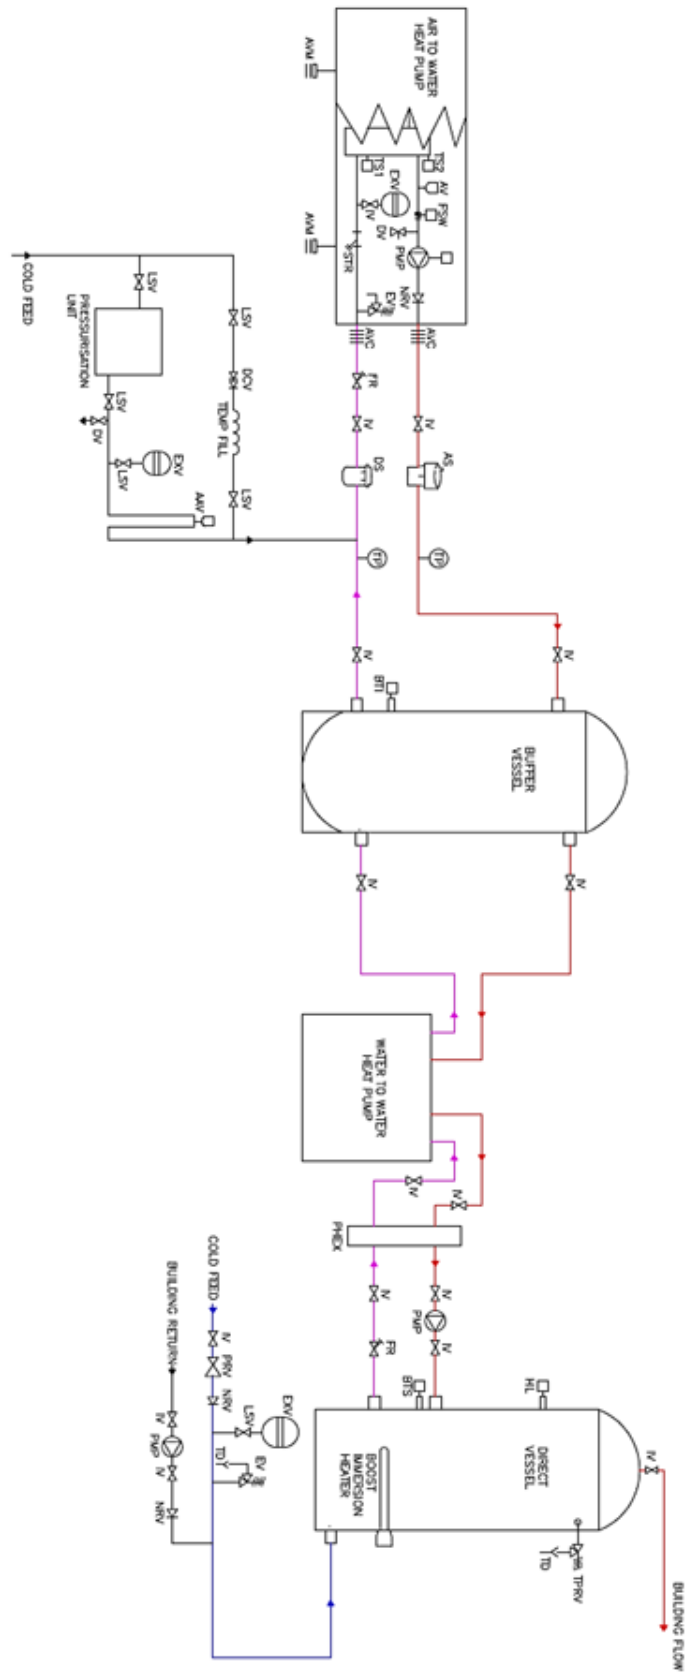 AIR TO WATER
HEAT PUMP
AVM
TS1
TS2
EXV
IV
AV
FSW
DV
PMP
STR
AVM
EV
NRV
AVC
AVC
FR
IV
IV
DS
AS
TP
TP
COLD FEED
LSV
PRESSURISATION
UNIT
LSV
DV
LSV
EXV
AAV
LSV
DCV
TEMP FILL
LSV
IV
IV
BT1
BUFFER
VESSEL
IV
IV
WATER TO WATER
HEAT PUMP
IV
IV
PHEX
IV
FR
IV
PMP
IV
BTS
HL
DIRECT
VESSEL
BOOST
IMMERSION
HEATER
IV
BUILDING FLOW
TPRV
TD
COLD FEED
IV
PRV
NRV
LSV
EXV
TD
EV
BUILDING RETURN
IV
PMP
IV
NRV